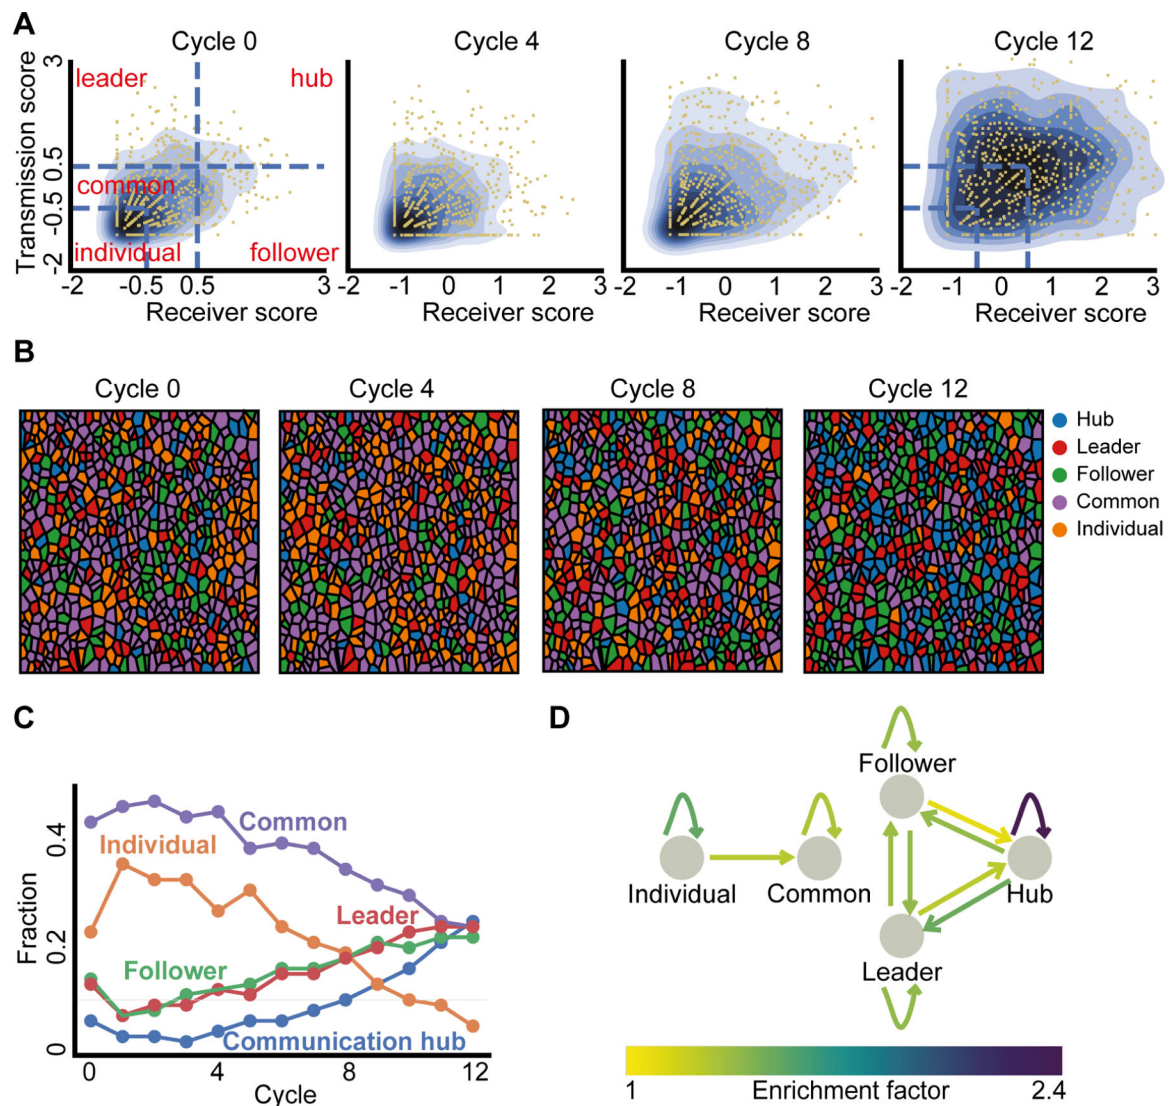 A
Cycle 0
Cycle 4
Cycle 8
Cycle 12
Transmission score
3
0.5
-0.5
-2
leader
hub
common
individual
follower
-2 -0.5 0.5 3
-2 -1 0 1 2 3
-2 -1 0 1 2 3
-2 -1 0 1 2 3
Receiver score
Receiver score
Receiver score
Receiver score
B
Cycle 0
Cycle 4
Cycle 8
Cycle 12
Hub
Leader
Follower
Common
Individual
C
Fraction
0.4
0.2
0
Common
Individual
Leader
Follower
Communication hub
0 4 8 12
Cycle
D
Follower
Individual
Common
Hub
Leader
1 Enrichment factor 2.4